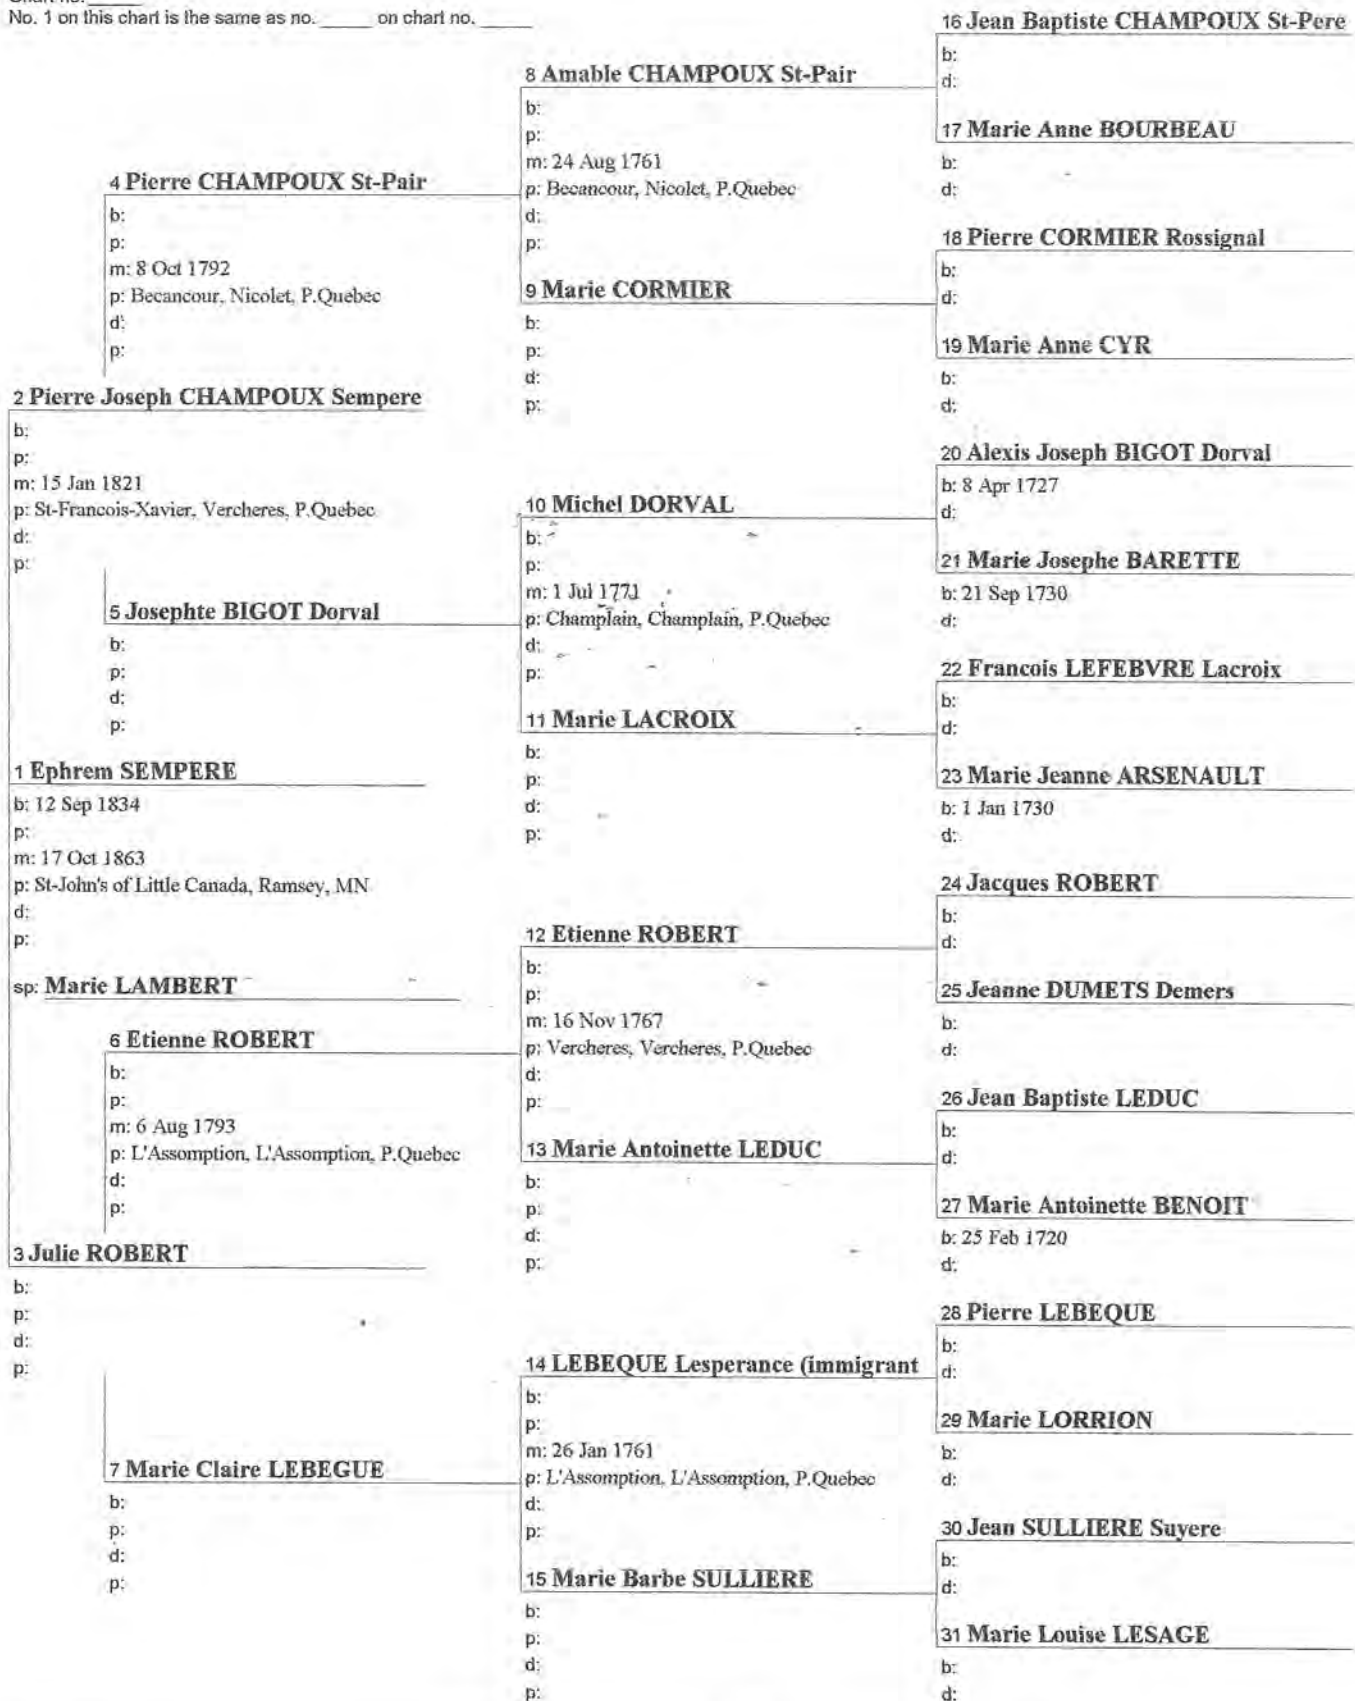 No. 1 on this chart is the same as no. _____ on chart no. _____
16 Jean Baptiste CHAMPOUX St-Pere
b:
d:
8 Amable CHAMPOUX St-Pair
b:
p:
m: 24 Aug 1761
p: Becancour, Nicolet, P.Quebec
d:
p:
17 Marie Anne BOURBEAU
b:
d:
4 Pierre CHAMPOUX St-Pair
b:
p:
m: 8 Oct 1792
p: Becancour, Nicolet, P.Quebec
d:
p:
18 Pierre CORMIER Rossignal
b:
d:
9 Marie CORMIER
b:
p:
d:
p:
19 Marie Anne CYR
b:
d:
2 Pierre Joseph CHAMPOUX Sempere
b:
p:
m: 15 Jan 1821
p: St-Francois-Xavier, Vercheres, P.Quebec
d:
p:
20 Alexis Joseph BIGOT Dorval
b: 8 Apr 1727
d:
10 Michel DORVAL
b:
p:
m: 1 Jul 1771
p: Champlain, Champlain, P.Quebec
d:
p:
21 Marie Josephe BARETTE
b: 21 Sep 1730
d:
5 Josephte BIGOT Dorval
b:
p:
d:
p:
22 Francois LEFEBVRE Lacroix
b:
d:
11 Marie LACROIX
b:
p:
d:
p:
23 Marie Jeanne ARSENAULT
b: 1 Jan 1730
d:
1 Ephrem SEMPERE
b: 12 Sep 1834
p:
m: 17 Oct 1863
p: St-John's of Little Canada, Ramsey, MN
d:
p:
sp: Marie LAMBERT
24 Jacques ROBERT
b:
d:
12 Etienne ROBERT
b:
p:
m: 16 Nov 1767
p: Vercheres, Vercheres, P.Quebec
d:
p:
25 Jeanne DUMETS Demers
b:
d:
6 Etienne ROBERT
b:
p:
m: 6 Aug 1793
p: L'Assomption, L'Assomption, P.Quebec
d:
p:
26 Jean Baptiste LEDUC
b:
d:
13 Marie Antoinette LEDUC
b:
p:
d:
p:
27 Marie Antoinette BENOIT
b: 25 Feb 1720
d:
3 Julie ROBERT
b:
p:
d:
p:
28 Pierre LEBEQUE
b:
d:
14 LEBEQUE Lesperance (immigrant
b:
p:
m: 26 Jan 1761
p: L'Assomption, L'Assomption, P.Quebec
d:
p:
29 Marie LORRION
b:
d:
7 Marie Claire LEBEGUE
b:
p:
d:
p:
30 Jean SULLIERE Suyere
b:
d:
15 Marie Barbe SULLIERE
b:
p:
d:
p:
31 Marie Louise LESAGE
b:
d: